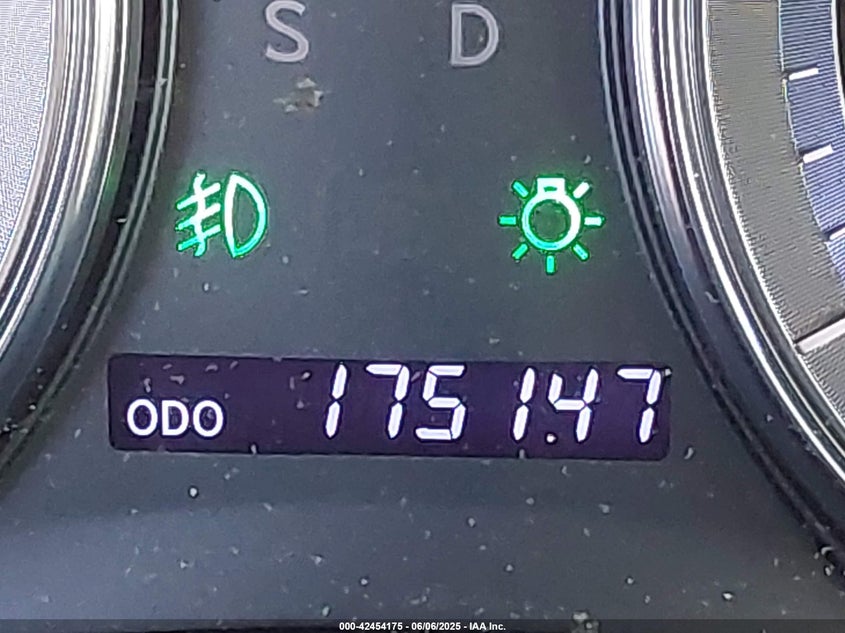 S D
ODO 175147
000-42454175 - 06/06/2025 - IAA Inc.